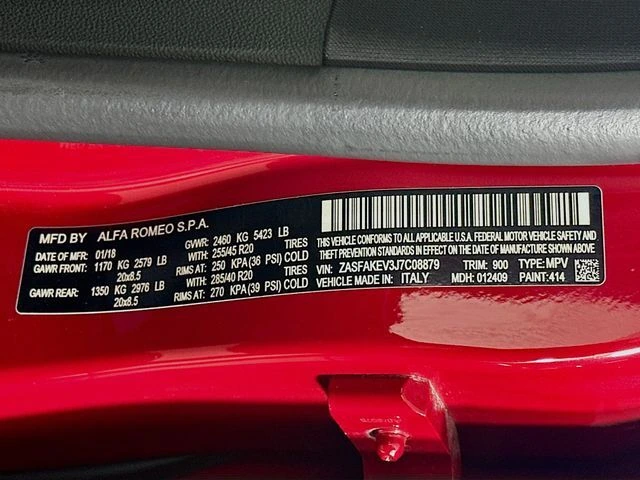 MFD BY ALFA ROMEO S.P.A.
DATE OF MFR 01/18 GVWR: 2460 KG 5423 LB
GAWR FRONT: 1170 KG 2579 LB 255/45 R20 TIRES
20x8.5 RIMS AT: 250 KPA(36 PSI) COLD
GAWR REAR: 1350 KG 2976 LB 285/40 R20 TIRES
20x8.5 RIMS AT: 270 KPA(39 PSI) COLD
THIS VEHICLE CONFORMS TO ALL APPLICABLE U.S.A.
FEDERAL MOTOR VEHICLE SAFETY, BUMPER, AND
THEFT PREVENTION STANDARDS IN EFFECT ON THE
DATE OF MANUFACTURE SHOWN ABOVE.
VIN: ZASFAKEV3J7C08879 TRIM: 900 TYPE: MPV
VEHICLE MADE IN: ITALY MDH: 012409 PAINT:414